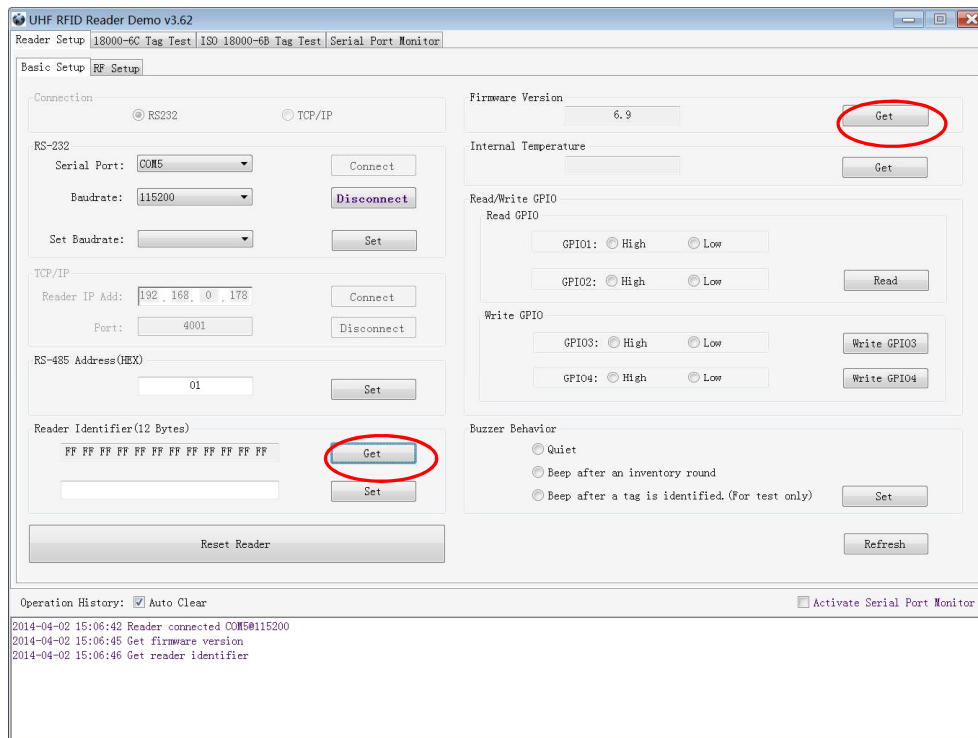 UHF RFID Reader Demo v3.62
Reader Setup 18000-6C Tag Test ISO 18000-6B Tag Test Serial Port Monitor
Basic Setup RF Setup
Connection
RS232 TCP/IP
RS-232
Serial Port: COM5 Connect
Baudrate: 115200 Disconnect
Set Baudrate: Set
TCP/IP
Reader IP Add: 192 . 168 . 0 . 178 Connect
Port: 4001 Disconnect
RS-485 Address(HEX)
01 Set
Reader Identifier(12 Bytes)
FF FF FF FF FF FF FF FF FF FF FF FF Get
Set
Reset Reader
Firmware Version
6.9 Get
Internal Temperature
Get
Read/Write GPIO
Read GPIO
GPIO1: High Low
GPIO2: High Low Read
Write GPIO
GPIO3: High Low Write GPIO3
GPIO4: High Low Write GPIO4
Buzzer Behavior
Quiet
Beep after an inventory round
Beep after a tag is identified.(For test only) Set
Refresh
Operation History: Auto Clear Activate Serial Port Monitor
2014-04-02 15:06:42 Reader connected COM5@115200
2014-04-02 15:06:45 Get firmware version
2014-04-02 15:06:46 Get reader identifier